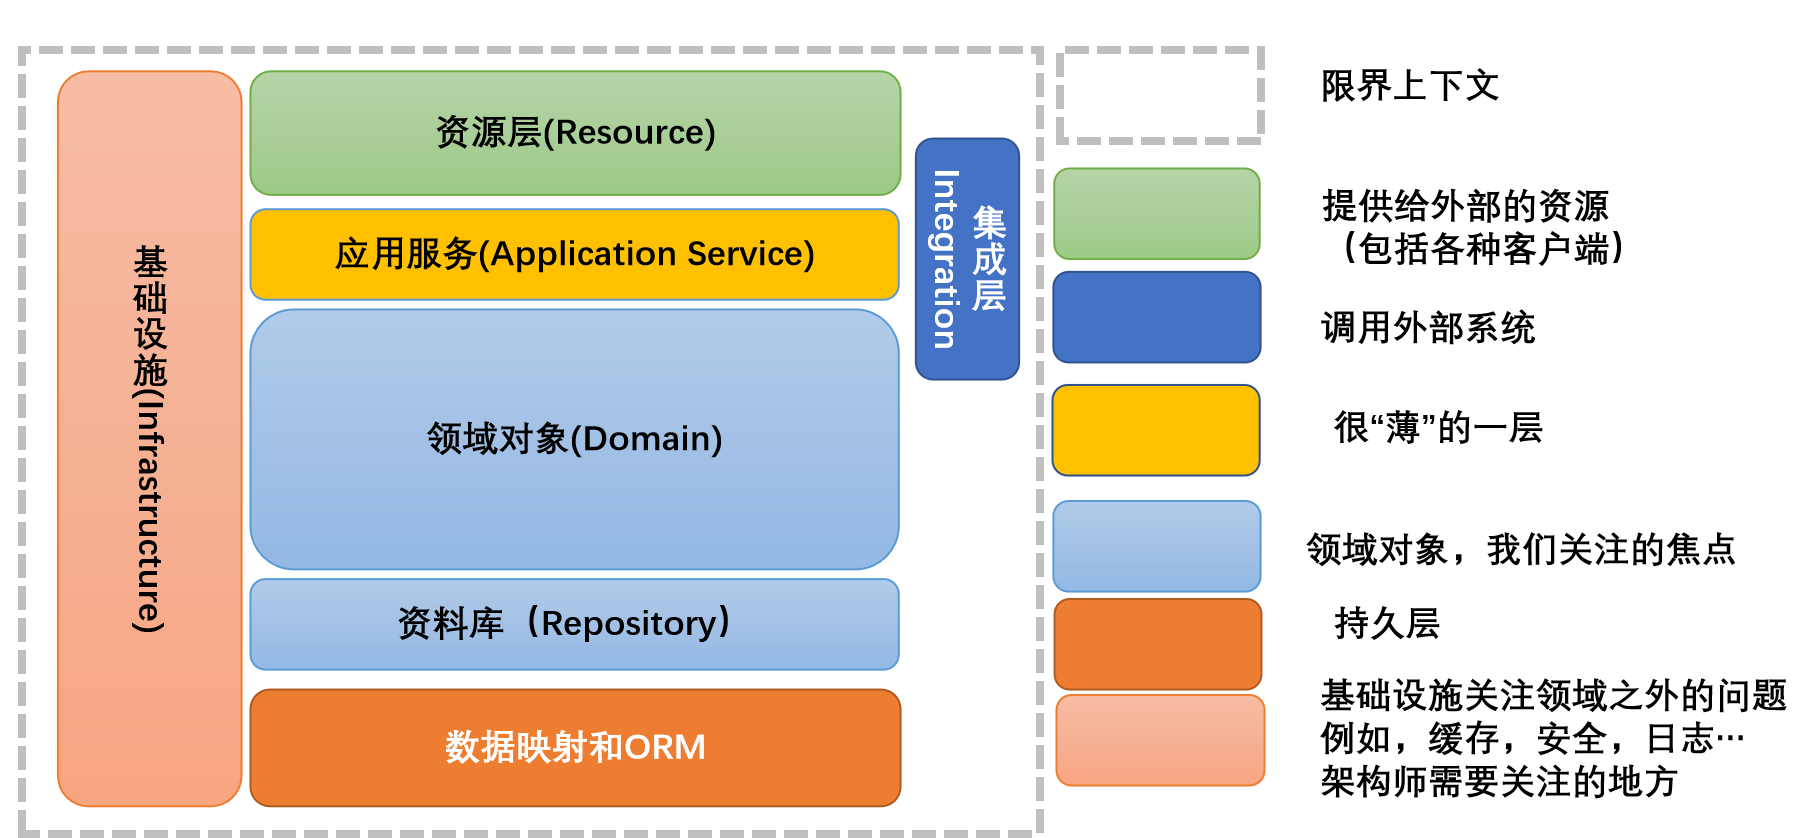 基础设施(Infrastructure)
资源层(Resource)
应用服务(Application Service)
领域对象(Domain)
资料库（Repository）
数据映射和ORM
集成层
Integration
限界上下文
提供给外部的资源
（包括各种客户端）
调用外部系统
很“薄”的一层
领域对象，我们关注的焦点
持久层
基础设施关注领域之外的问题
例如，缓存，安全，日志…
架构师需要关注的地方